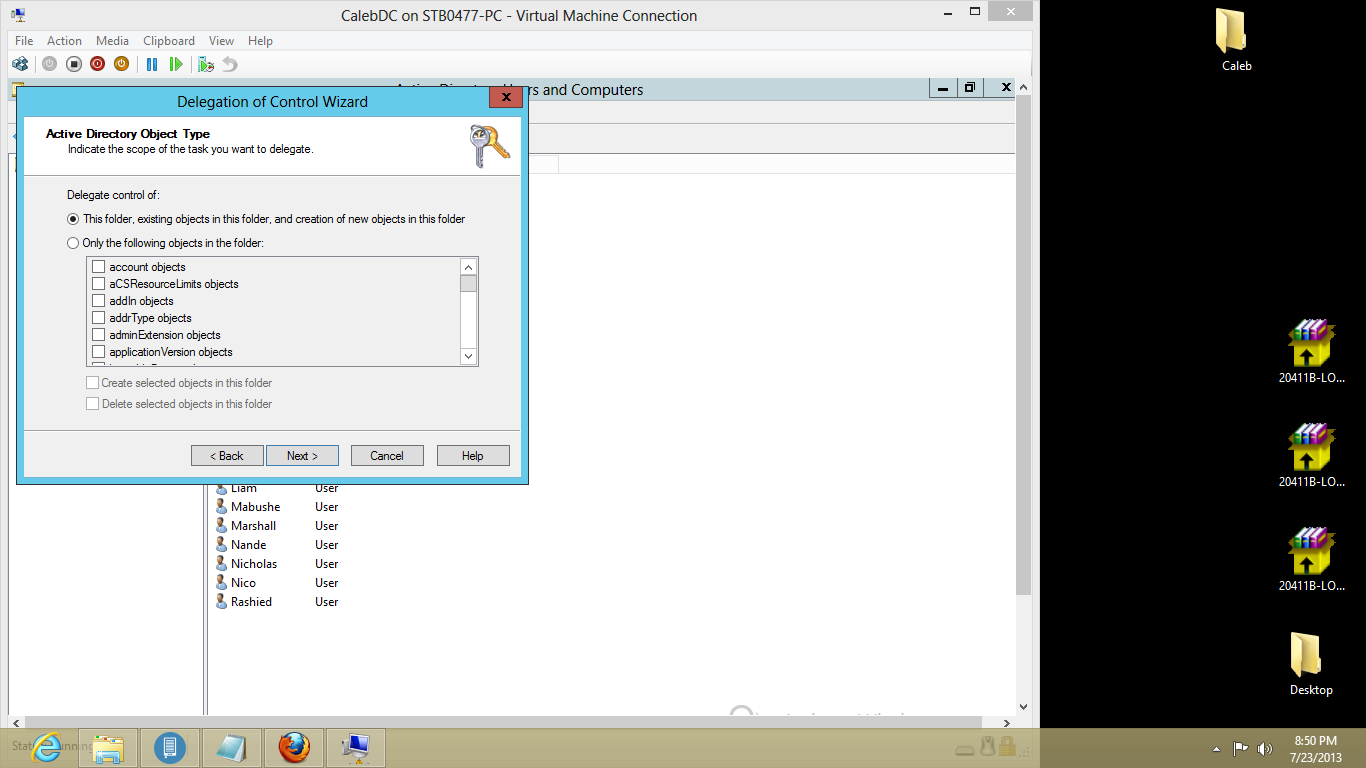 CalebDC on STB0477-PC - Virtual Machine Connection
File Action Media Clipboard View Help
Caleb
rs and Computers
Delegation of Control Wizard
Active Directory Object Type
Indicate the scope of the task you want to delegate.
Delegate control of:
This folder, existing objects in this folder, and creation of new objects in this folder
Only the following objects in the folder:
account objects
aCSResourceLimits objects
addIn objects
addrType objects
adminExtension objects
applicationVersion objects
Create selected objects in this folder
Delete selected objects in this folder
< Back Next > Cancel Help
Liam User
Mabushe User
Marshall User
Nande User
Nicholas User
Nico User
Rashied User
20411B-LO...
20411B-LO...
20411B-LO...
Desktop
8:50 PM
7/23/2013